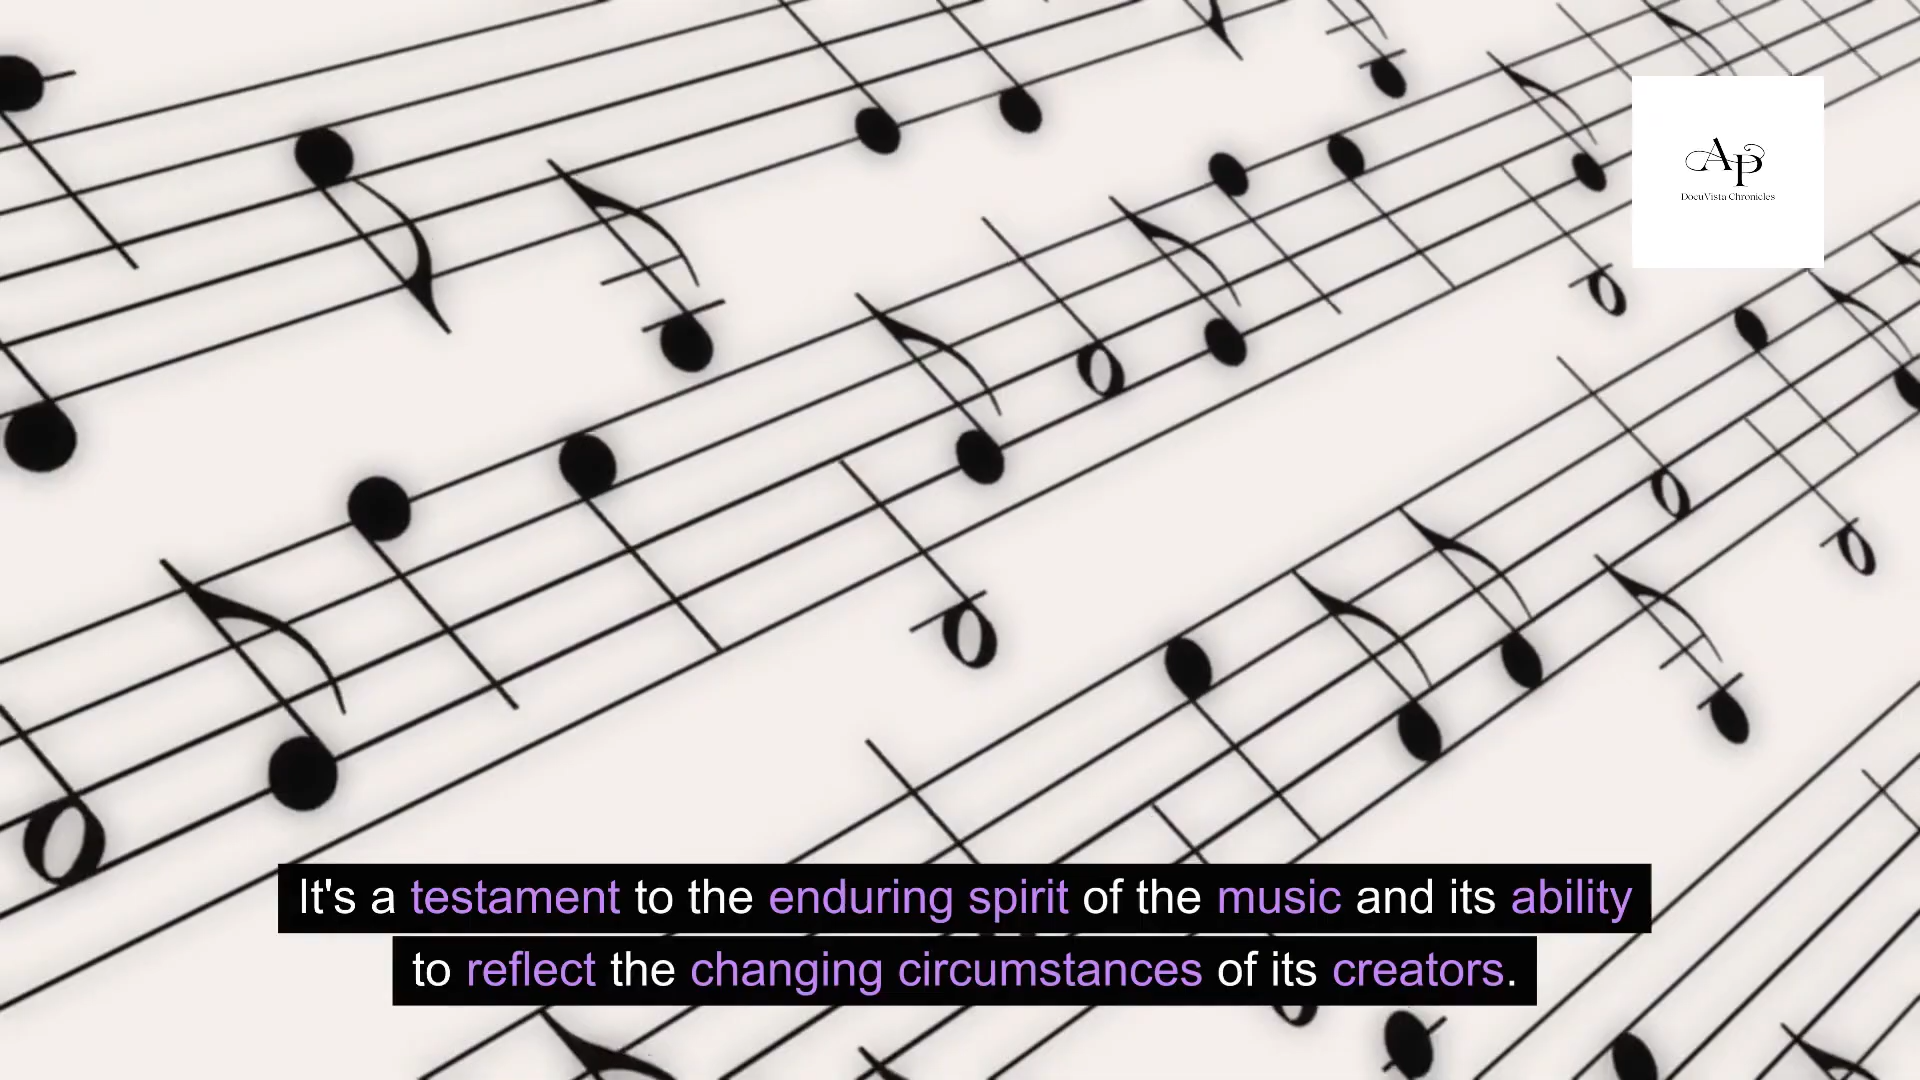 AP
DocuVista Chronicles
It's a testament to the enduring spirit of the music and its ability
to reflect the changing circumstances of its creators.